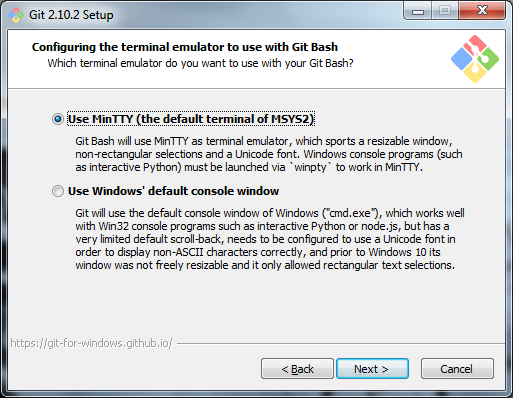 Git 2.10.2 Setup
Configuring the terminal emulator to use with Git Bash
Which terminal emulator do you want to use with your Git Bash?
Use MinTTY (the default terminal of MSYS2)
Git Bash will use MinTTY as terminal emulator, which sports a resizable window,
non-rectangular selections and a Unicode font. Windows console programs (such
as interactive Python) must be launched via `winpty` to work in MinTTY.
Use Windows' default console window
Git will use the default console window of Windows ("cmd.exe"), which works well
with Win32 console programs such as interactive Python or node.js, but has a
very limited default scroll-back, needs to be configured to use a Unicode font in
order to display non-ASCII characters correctly, and prior to Windows 10 its
window was not freely resizable and it only allowed rectangular text selections.
https://git-for-windows.github.io/
< Back Next > Cancel